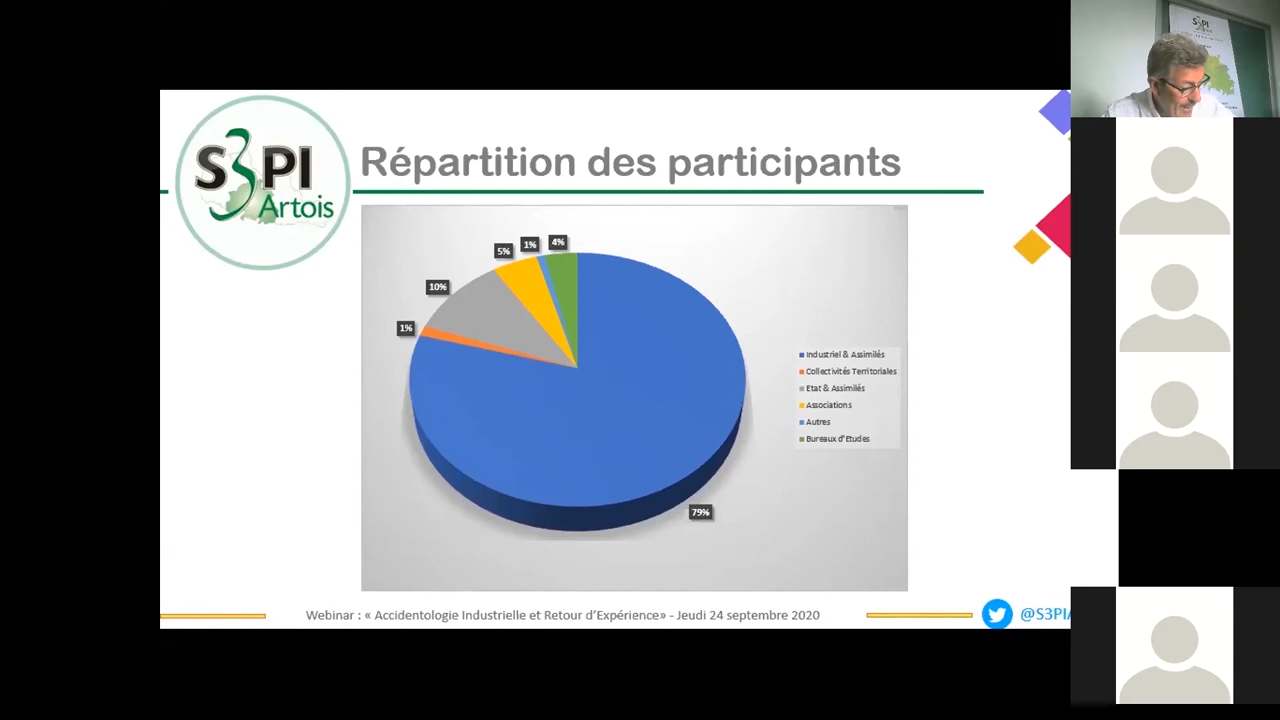 S3PI
Artois
Répartition des participants
5%
1%
4%
10%
1%
79%
Industriel & Assimilés
Collectivités Territoriales
Etat & Assimilés
Associations
Autres
Bureaux d'Etudes
Webinar : « Accidentologie Industrielle et Retour d'Expérience» - Jeudi 24 septembre 2020
@S3PIA
S3PI